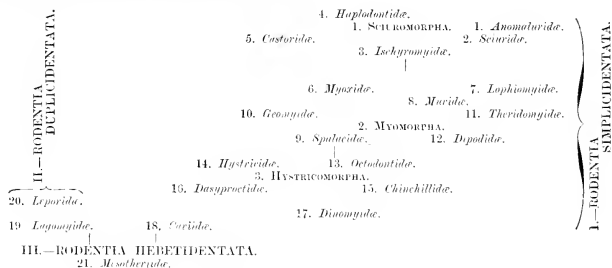 4. Haplodontidæ.
1. SCIUROMORPHA. 1. Anomaluridæ.
5. Castoridæ. 2. Sciuridæ.
3. Ischyromyidæ
6. Myoxidæ. 7. Lophiomyidæ.
8. Muridæ.
10. Geomyidæ. 11. Theridomyidæ.
2. MYOMORPHA.
9. Spalacidæ. 12. Dipodidæ.
14. Hystricidæ. 13. Octodontidæ.
3. HYSTRICOMORPHA.
16. Dasyproctidæ. 15. Chinchillidæ.
17. Dinomyidæ.
II.—RODENTIA
DUPLICIDENTATA.
20. Leporidæ.
19 Lagomyidæ. 18. Caviidæ.
III.—RODENTIA HEBETIDENTATA.
21. Mesotheriidæ.
I.—RODENTIA
SIMPLICIDENTATA.